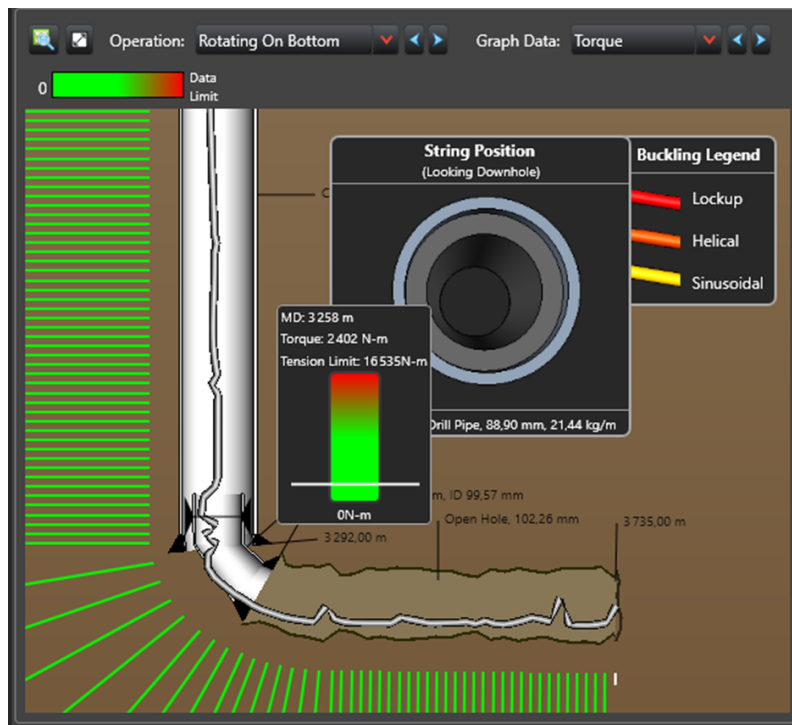 Operation: Rotating On Bottom
Graph Data: Torque
0
Data
Limit
String Position
(Looking Downhole)
Buckling Legend
Lockup
Helical
Sinusoidal
C
MD: 3 258 m
Torque: 2 402 N-m
Tension Limit: 16 535N-m
0N-m
Drill Pipe, 88,90 mm, 21,44 kg/m
m, ID 99,57 mm
Open Hole, 102,26 mm
3 735,00 m
3 292,00 m